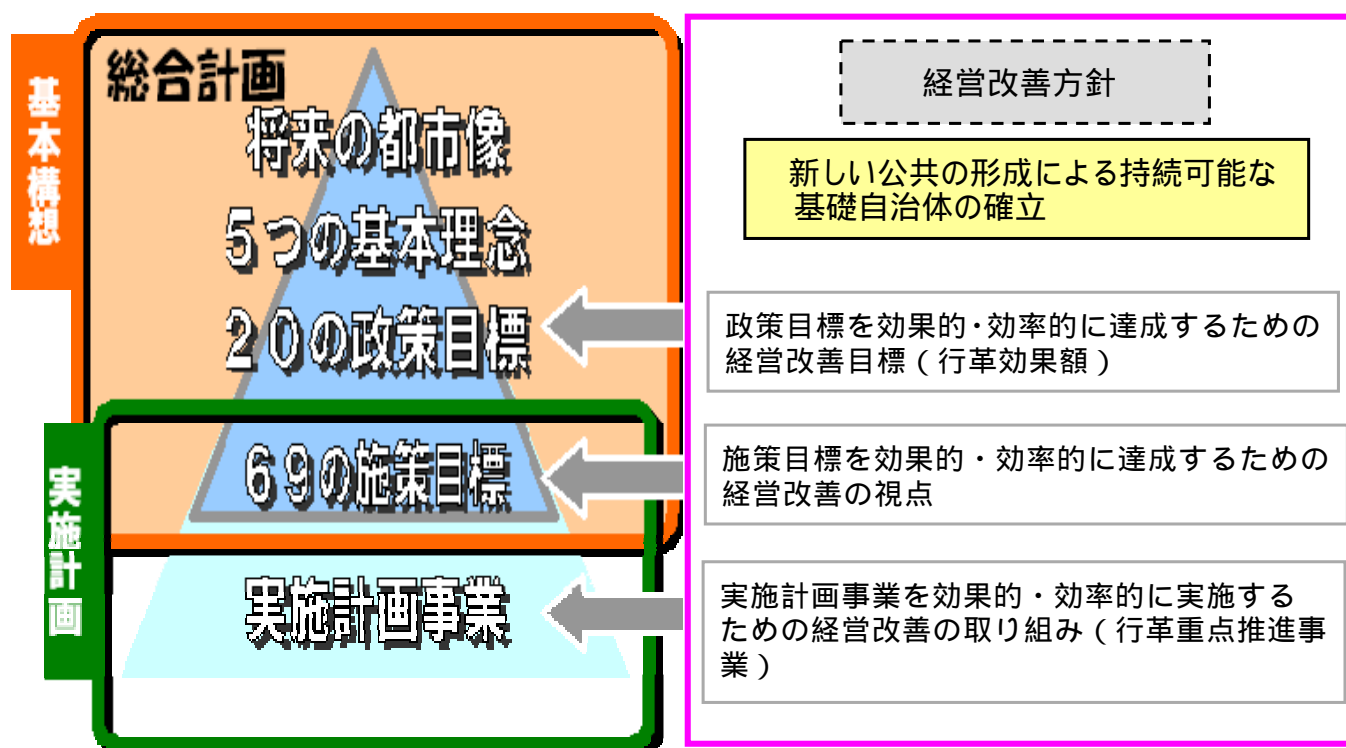 総合計画
基本構想
将来の都市像
5つの基本理念
20の政策目標
69の施策目標
実施計画
実施計画事業
経営改善方針
新しい公共の形成による持続可能な
基礎自治体の確立
政策目標を効果的・効率的に達成するための
経営改善目標（行革効果額）
施策目標を効果的・効率的に達成するための
経営改善の視点
実施計画事業を効果的・効率的に実施する
ための経営改善の取り組み（行革重点推進事
業）